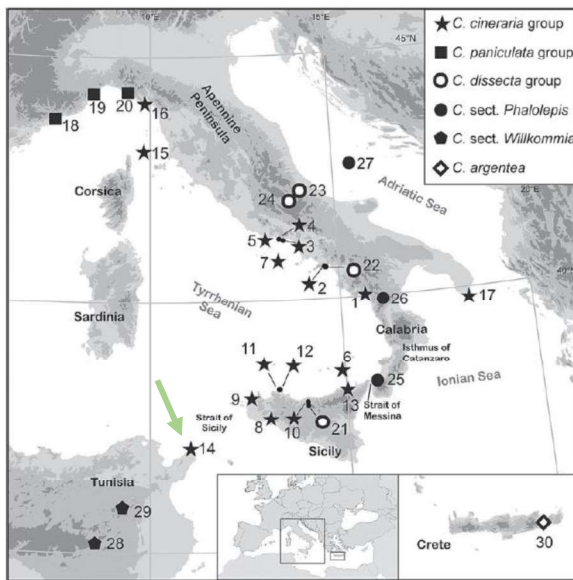 10°E
15°E
45°N
C. cineraria group
C. paniculata group
C. dissecta group
C. sect. Phalolepis
C. sect. Willkommia
C. argentea
20°E
18
19
20
16
15
Apennine
Peninsula
27
Adriatic Sea
Corsica
24
23
4
5
3
7
22
2
40°N
1
26
17
Tyrrhenian
Sea
Sardinia
Calabria
Isthmus of
Catanzaro
11
12
6
25
Ionian Sea
9
13
Strait of
Sicily
Strait of
Messina
8
10
21
14
Sicily
Tunisia
29
28
Crete
30